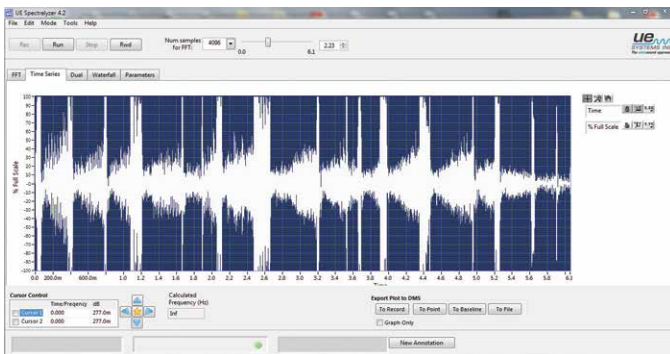 UE Spectralyzer 4.2
File Edit Mode Tools Help
Rec Run Stop Rwd
Num samples for FFT: 4096
0.0 6.1 2.23
ue
SYSTEMS INC
FFT Time Series Dual Waterfall Parameters
Time
% Full Scale
% Full Scale
100
90
80
70
60
50
40
30
20
10
0
-10
-20
-30
-40
-50
-60
-70
-80
-90
-100
0.0 200.0m 600.0m 1.0 1.2 1.4 1.6 1.8 2.0 2.2 2.4 2.6 2.8 3.0 3.2 3.4 3.6 3.8 4.0 4.2 4.4 4.6 4.8 5.0 5.2 5.4 5.6 5.8 6.0 6.2
Time
Cursor Control
Time/Freqency dB
Cursor 1 0.000 277.0m
Cursor 2 0.000 277.0m
Calculated
Frequency (Hz)
Inf
Export Plot to DMS
To Record To Point To Baseline To File
Graph Only
New Annotation